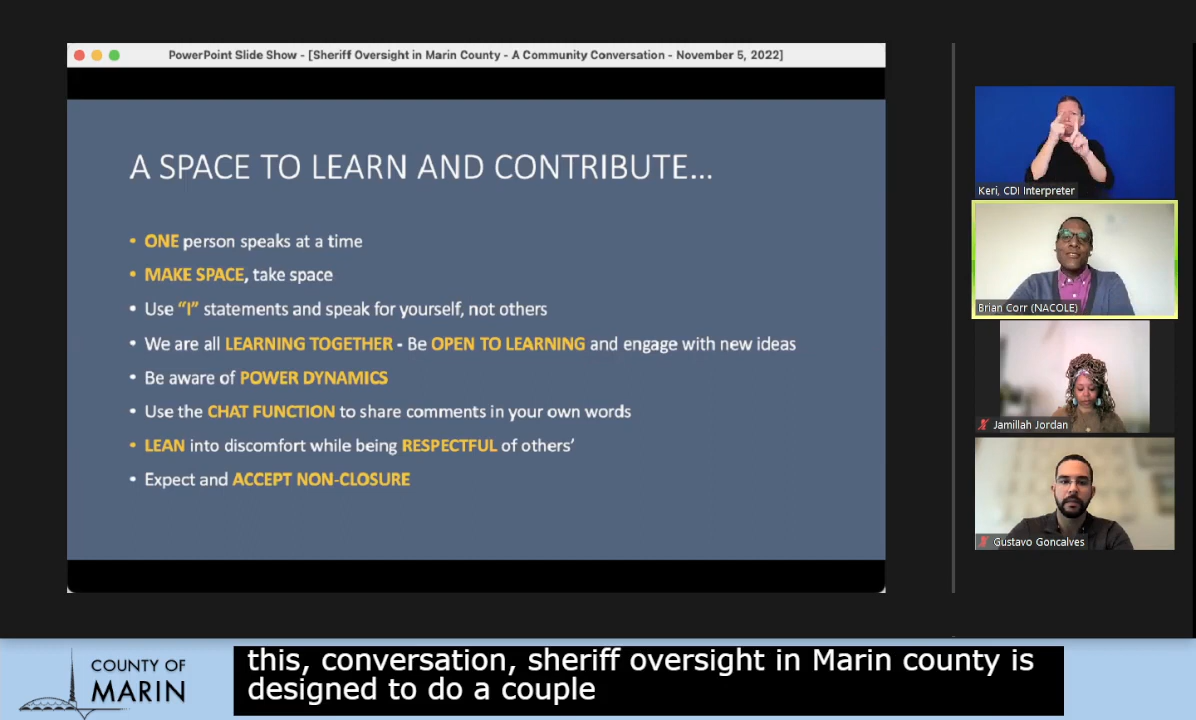 PowerPoint Slide Show - [Sheriff Oversight in Marin County - A Community Conversation - November 5, 2022]
A SPACE TO LEARN AND CONTRIBUTE...
• ONE person speaks at a time
• MAKE SPACE, take space
• Use “I” statements and speak for yourself, not others
• We are all LEARNING TOGETHER - Be OPEN TO LEARNING and engage with new ideas
• Be aware of POWER DYNAMICS
• Use the CHAT FUNCTION to share comments in your own words
• LEAN into discomfort while being RESPECTFUL of others’
• Expect and ACCEPT NON-CLOSURE
Keri, CDI Interpreter
Brian Corr (NACOLE)
Jamillah Jordan
Gustavo Goncalves
COUNTY OF
MARIN
this, conversation, sheriff oversight in Marin county is
designed to do a couple